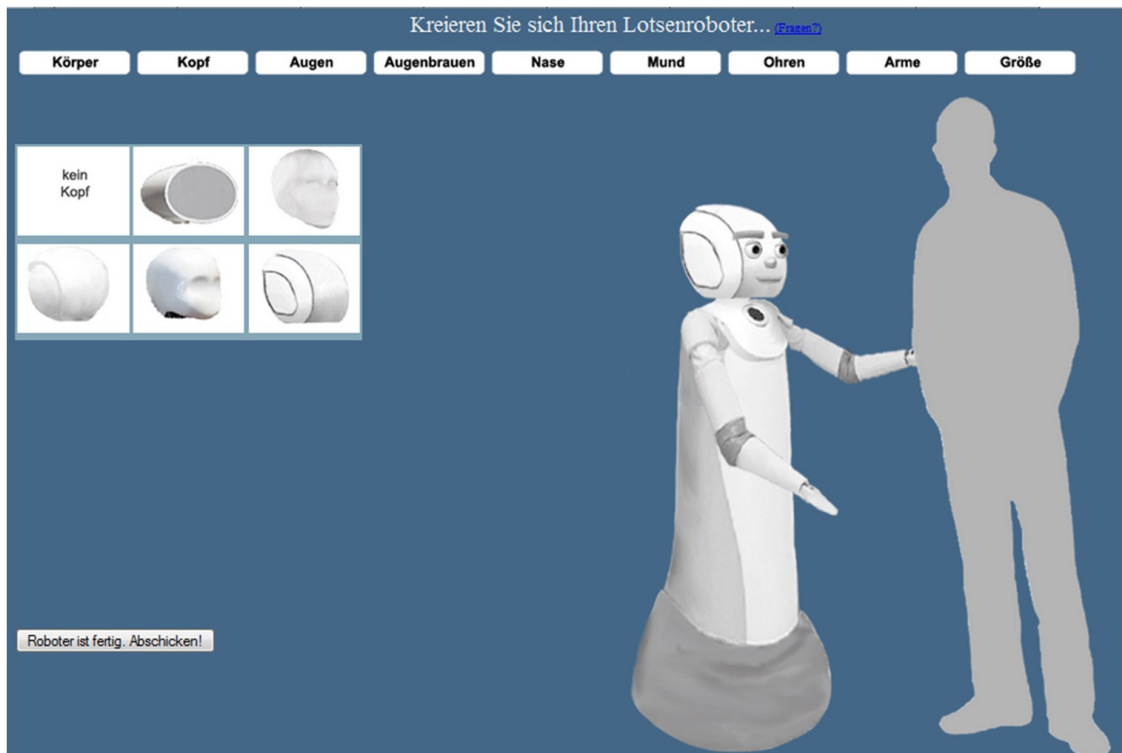 Kreieren Sie sich Ihren Lotsenroboter... (Fragen?)
Körper Kopf Augen Augenbrauen Nase Mund Ohren Arme Größe
kein
Kopf
Roboter ist fertig. Abschicken!